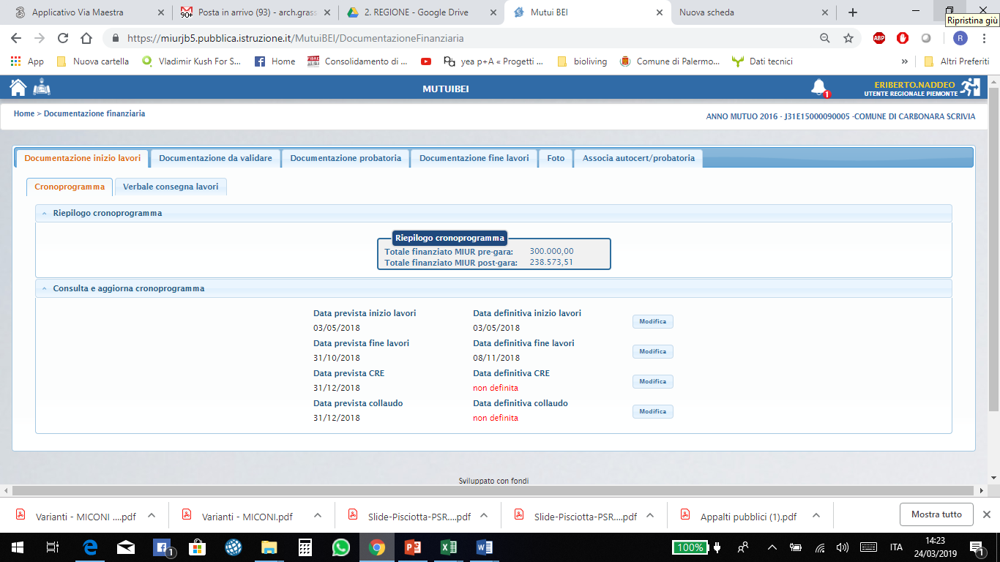 Applicativo Via Maestra
Posta in arrivo (93) - arch.gras
2. REGIONE - Google Drive
Mutui BEI
Nuova scheda
Ripristina giù
https://miurjb5.pubblica.istruzione.it/MutuiBEI/DocumentazioneFinanziaria
ABP
R
App
Nuova cartella
Vladimir Kush For S...
Home
Consolidamento di ...
yea p+A « Progetti ...
bioliving
Comune di Palermo...
Dati tecnici
»
Altri Preferiti
MUTUIBEI
1
ERIBERTO.NADDEO
UTENTE REGIONALE PIEMONTE
Home > Documentazione finanziaria
ANNO MUTUO 2016 - J31E15000090005 -COMUNE DI CARBONARA SCRIVIA
Documentazione inizio lavori
Documentazione da validare
Documentazione probatoria
Documentazione fine lavori
Foto
Associa autocert/probatoria
Cronoprogramma
Verbale consegna lavori
Riepilogo cronoprogramma
Riepilogo cronoprogramma
Totale finanziato MIUR pre-gara: 300.000,00
Totale finanziato MIUR post-gara: 238.573,51
Consulta e aggiorna cronoprogramma
Data prevista inizio lavori Data definitiva inizio lavori
03/05/2018 03/05/2018 Modifica
Data prevista fine lavori Data definitiva fine lavori
31/10/2018 08/11/2018 Modifica
Data prevista CRE Data definitiva CRE
31/12/2018 non definita Modifica
Data prevista collaudo Data definitiva collaudo
31/12/2018 non definita Modifica
Sviluppato con fondi
Varianti - MICONI ....pdf
Varianti - MICONI.pdf
Slide-Pisciotta-PSR....pdf
Slide-Pisciotta-PSR....pdf
Appalti pubblici (1).pdf
Mostra tutto
1
100%
ITA
14:23
24/03/2019
1